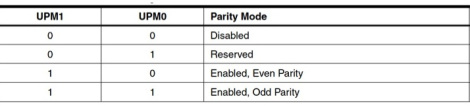 UPM1 UPM0 Parity Mode
0 0 Disabled
0 1 Reserved
1 0 Enabled, Even Parity
1 1 Enabled, Odd Parity